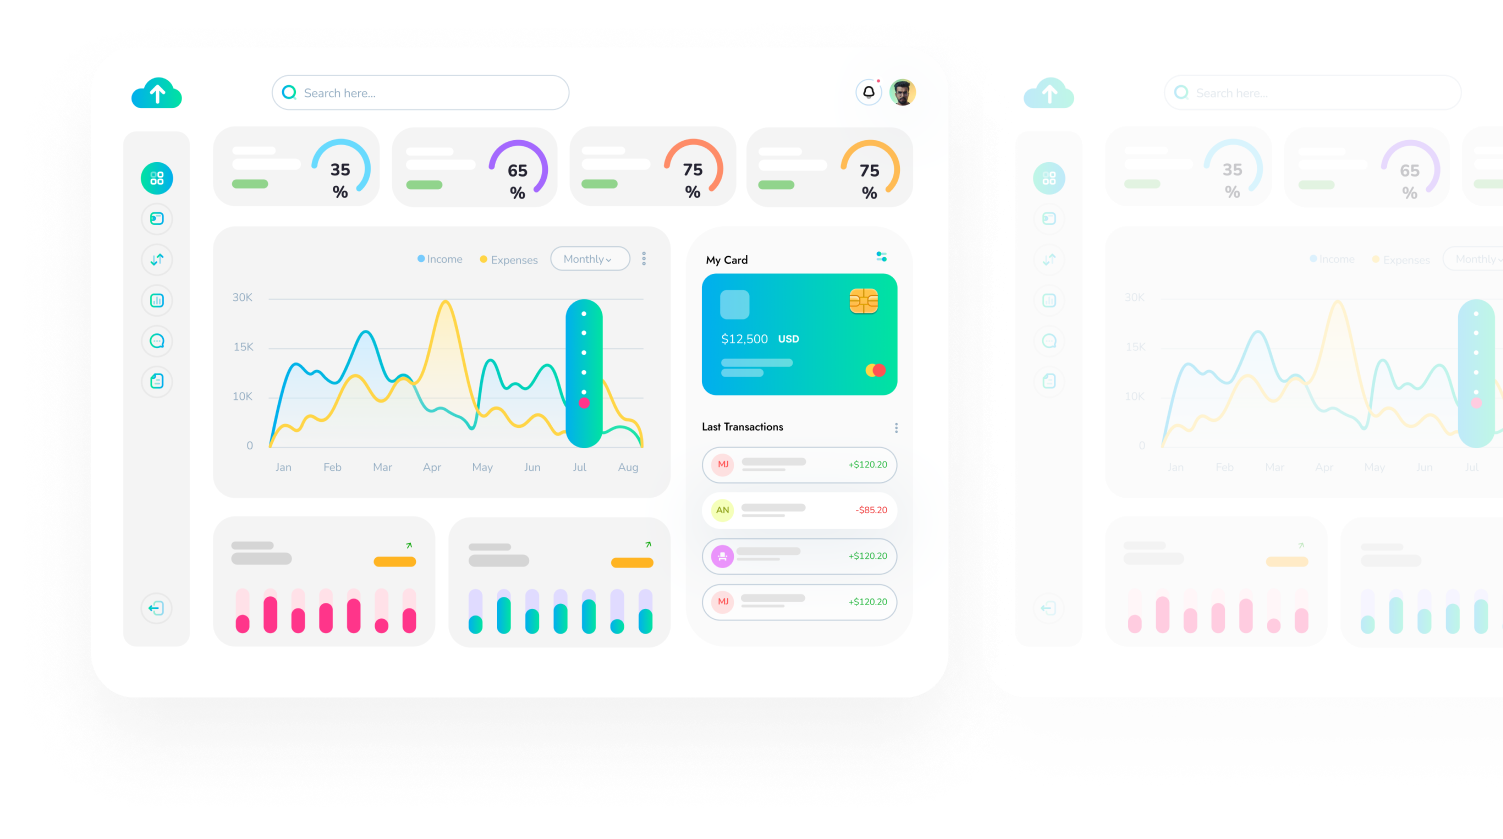 Search here...
35
%
65
%
75
%
75
%
Income
Expenses
Monthly
30K
15K
10K
0
Jan Feb Mar Apr May Jun Jul Aug
My Card
$12,500 USD
Last Transactions
MJ +$120.20
AN -$85.20
+$120.20
MJ +$120.20
Search here...
35
%
65
%
Income
Expenses
Monthly
30K
15K
10K
0
Jan Feb Mar Apr May Jun Jul